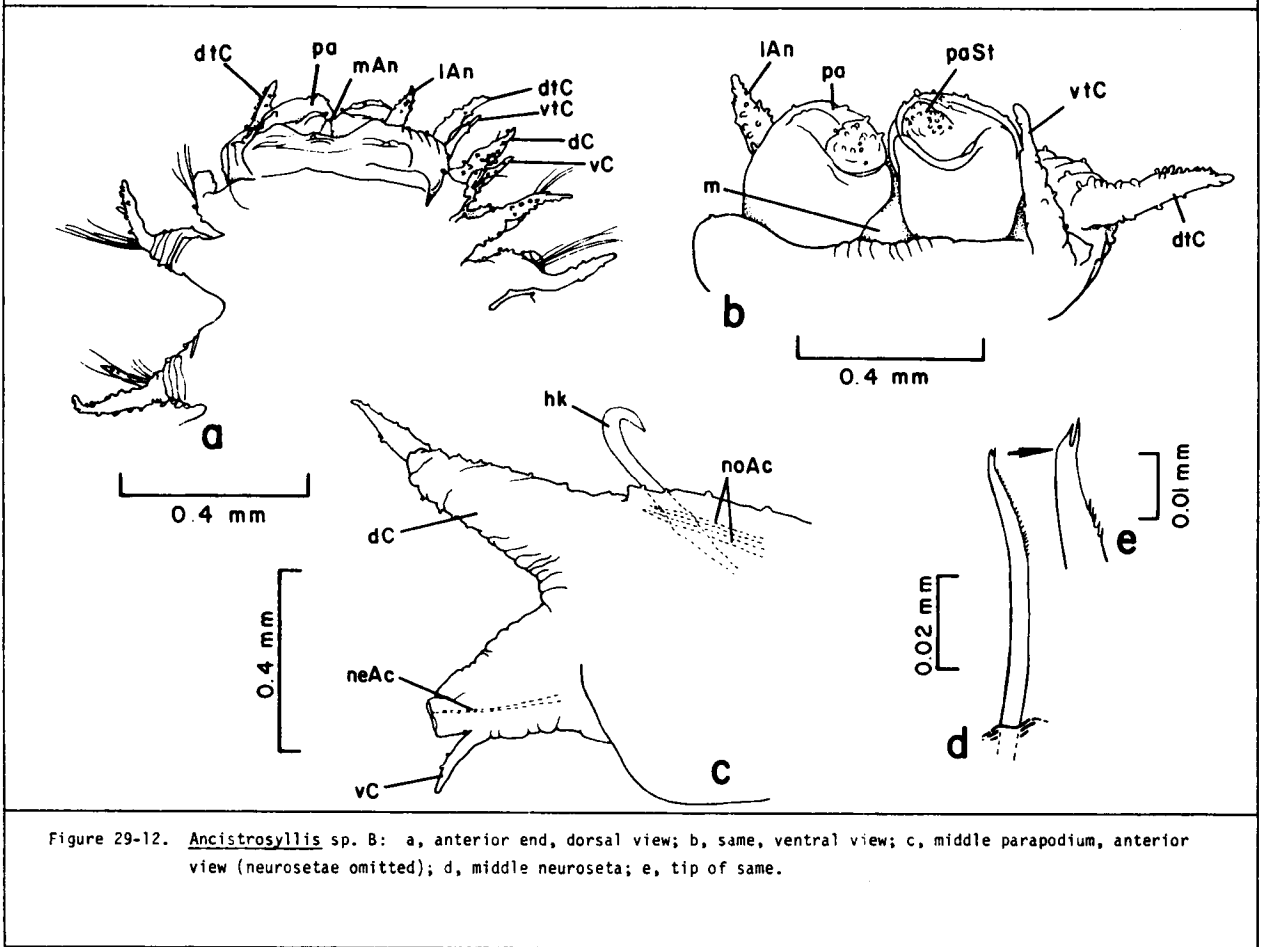 dtC
pa
mAn
lAn
dtC
vtC
dC
vC
a
0.4 mm
lAn
pa
paSt
vtC
m
dtC
b
0.4 mm
hk
noAc
dC
0.4 mm
neAc
vC
c
0.02 mm
d
0.01 mm
e
Figure 29-12. Ancistrosyllis sp. B: a, anterior end, dorsal view; b, same, ventral view; c, middle parapodium, anterior
view (neurosetae omitted); d, middle neuroseta; e, tip of same.